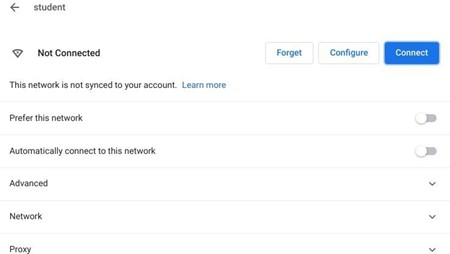 student
Not Connected
Forget
Configure
Connect
This network is not synced to your account. Learn more
Prefer this network
Automatically connect to this network
Advanced
Network
Proxy